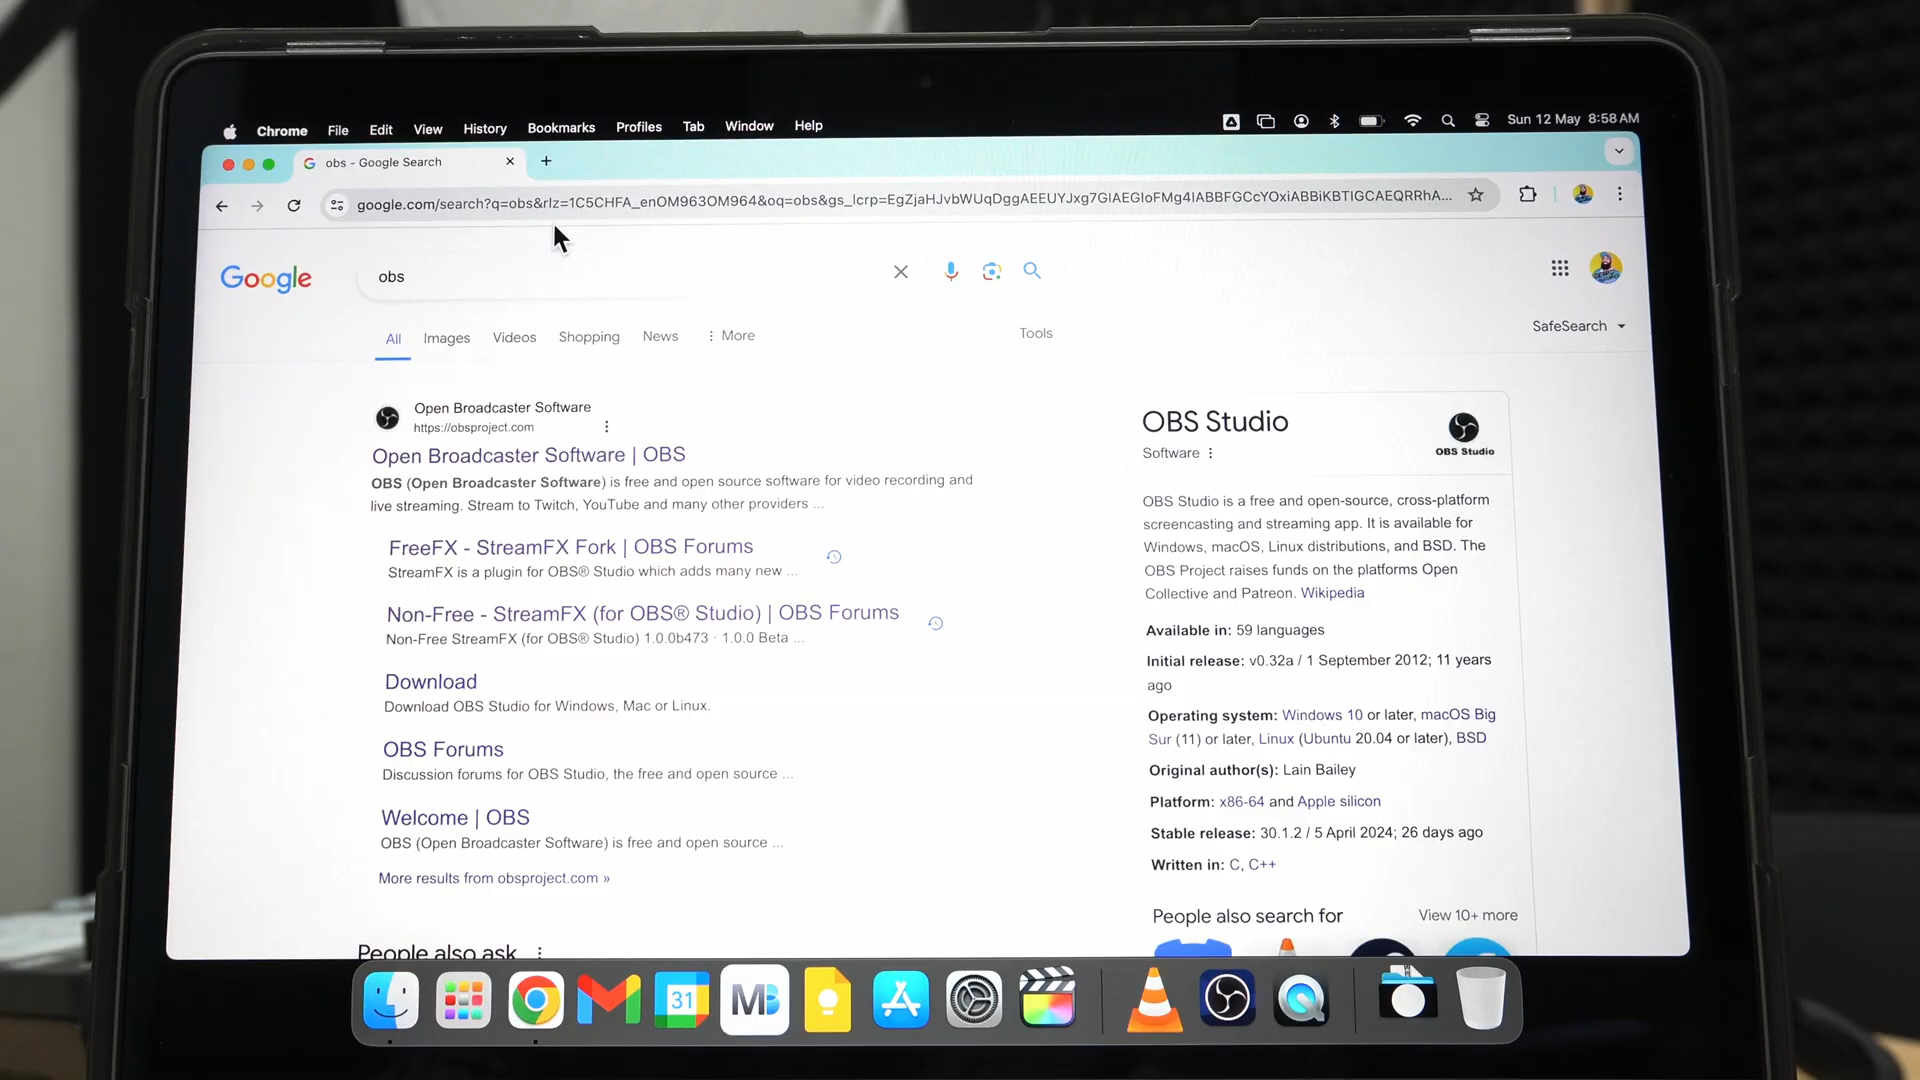 Chrome File Edit View History Bookmarks Profiles Tab Window Help Sun 12 May 8:58 AM
obs - Google Search
google.com/search?q=obs&rlz=1C5CHFA_enOM963OM964&oq=obs&gs_lcrp=EgZjaHJvbWUqDggAEEUYJxg7GIAEGIoFMg4IABBFGCcYOxiABBiKBTIGCAEQRRhA...
Google
obs
All Images Videos Shopping News More Tools
SafeSearch
Open Broadcaster Software
https://obsproject.com
Open Broadcaster Software | OBS
OBS (Open Broadcaster Software) is free and open source software for video recording and
live streaming. Stream to Twitch, YouTube and many other providers ...
FreeFX - StreamFX Fork | OBS Forums
StreamFX is a plugin for OBS® Studio which adds many new ...
Non-Free - StreamFX (for OBS® Studio) | OBS Forums
Non-Free StreamFX (for OBS® Studio) 1.0.0b473 · 1.0.0 Beta ...
Download
Download OBS Studio for Windows, Mac or Linux.
OBS Forums
Discussion forums for OBS Studio, the free and open source ...
Welcome | OBS
OBS (Open Broadcaster Software) is free and open source ...
More results from obsproject.com »
People also ask
OBS Studio
Software
OBS Studio
OBS Studio is a free and open-source, cross-platform
screencasting and streaming app. It is available for
Windows, macOS, Linux distributions, and BSD. The
OBS Project raises funds on the platforms Open
Collective and Patreon. Wikipedia
Available in: 59 languages
Initial release: v0.32a / 1 September 2012; 11 years
ago
Operating system: Windows 10 or later, macOS Big
Sur (11) or later, Linux (Ubuntu 20.04 or later), BSD
Original author(s): Lain Bailey
Platform: x86-64 and Apple silicon
Stable release: 30.1.2 / 5 April 2024; 26 days ago
Written in: C, C++
People also search for View 10+ more
31
MB